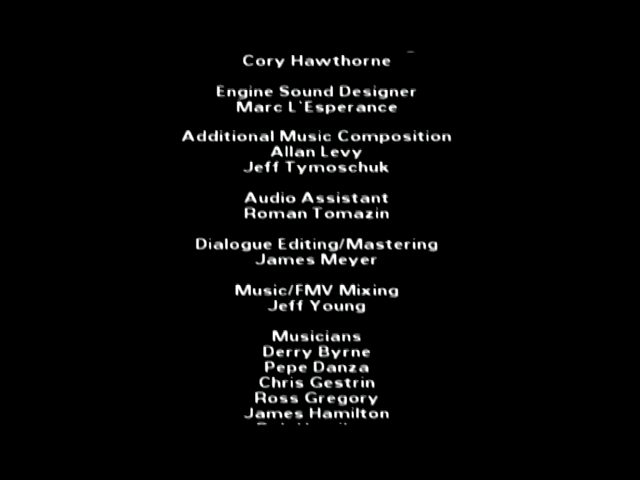 Cory Hawthorne
Engine Sound Designer
Marc L'Esperance
Additional Music Composition
Allan Levy
Jeff Tymoschuk
Audio Assistant
Roman Tomazin
Dialogue Editing/Mastering
James Meyer
Music/FMV Mixing
Jeff Young
Musicians
Derry Byrne
Pepe Danza
Chris Gestrin
Ross Gregory
James Hamilton